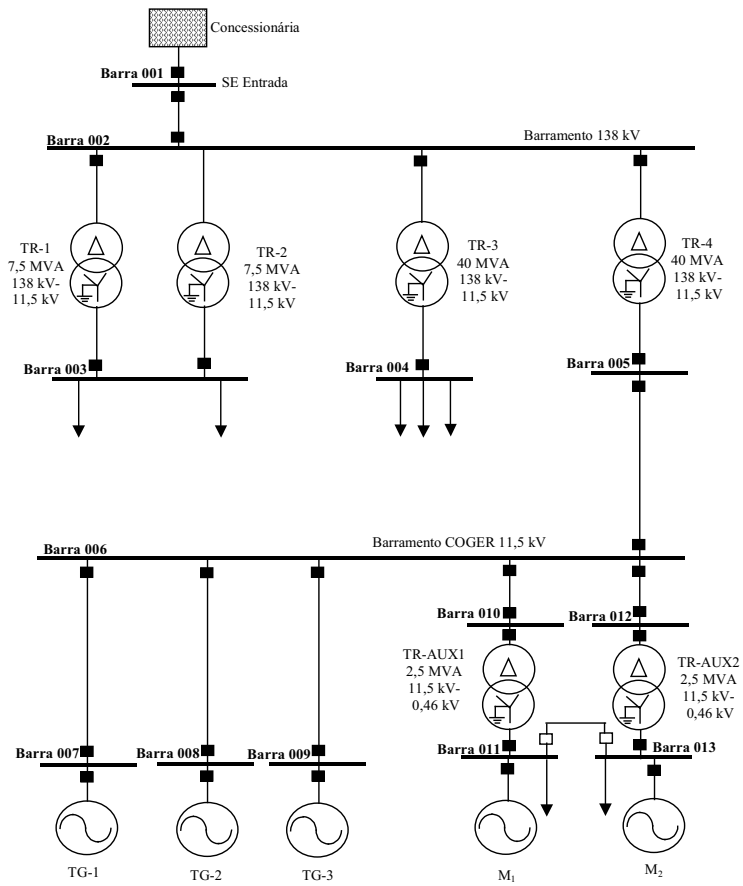 Concessionária
Barra 001
SE Entrada
Barra 002
Barramento 138 kV
TR-1
7,5 MVA
138 kV-
11,5 kV
TR-2
7,5 MVA
138 kV-
11,5 kV
TR-3
40 MVA
138 kV-
11,5 kV
TR-4
40 MVA
138 kV-
11,5 kV
Barra 003
Barra 004
Barra 005
Barra 006
Barramento COGER 11,5 kV
Barra 010
Barra 012
TR-AUX1
2,5 MVA
11,5 kV-
0,46 kV
TR-AUX2
2,5 MVA
11,5 kV-
0,46 kV
Barra 007
Barra 008
Barra 009
Barra 011
Barra 013
TG-1
TG-2
TG-3
M₁
M₂